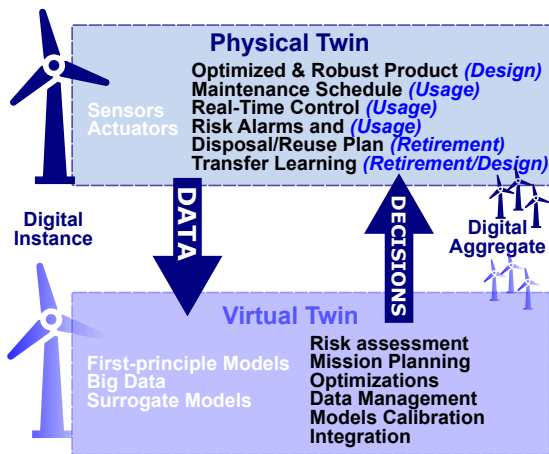 Physical Twin
Optimized & Robust Product (Design)
Maintenance Schedule (Usage)
Real-Time Control (Usage)
Risk Alarms and (Usage)
Disposal/Reuse Plan (Retirement)
Transfer Learning (Retirement/Design)
Sensors
Actuators
DATA
DECISIONS
Digital
Instance
Digital
Aggregate
Virtual Twin
First-principle Models
Big Data
Surrogate Models
Risk assessment
Mission Planning
Optimizations
Data Management
Models Calibration
Integration